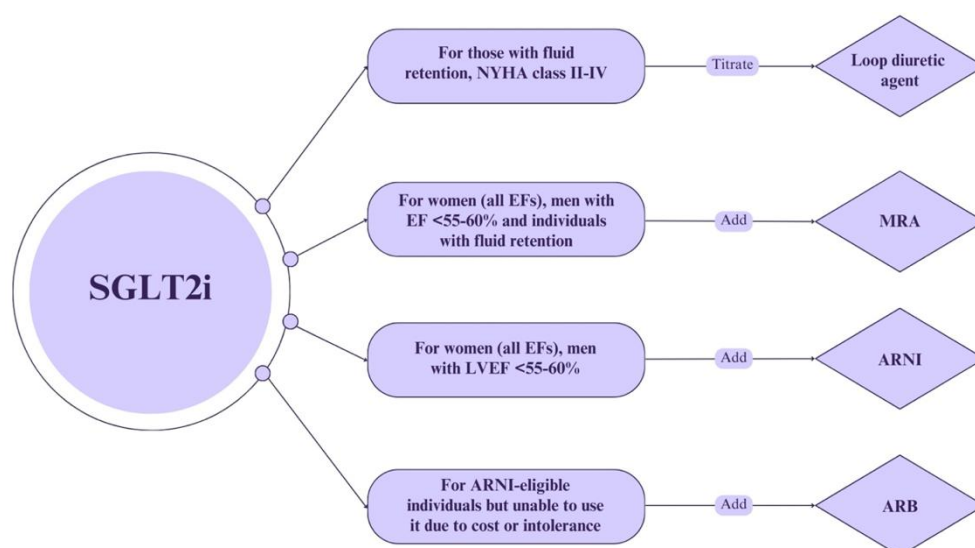 SGLT2i
For those with fluid
retention, NYHA class II-IV
Titrate
Loop diuretic
agent
For women (all EFs), men with
EF <55-60% and individuals
with fluid retention
Add
MRA
For women (all EFs), men
with LVEF <55-60%
Add
ARNI
For ARNI-eligible
individuals but unable to use
it due to cost or intolerance
Add
ARB